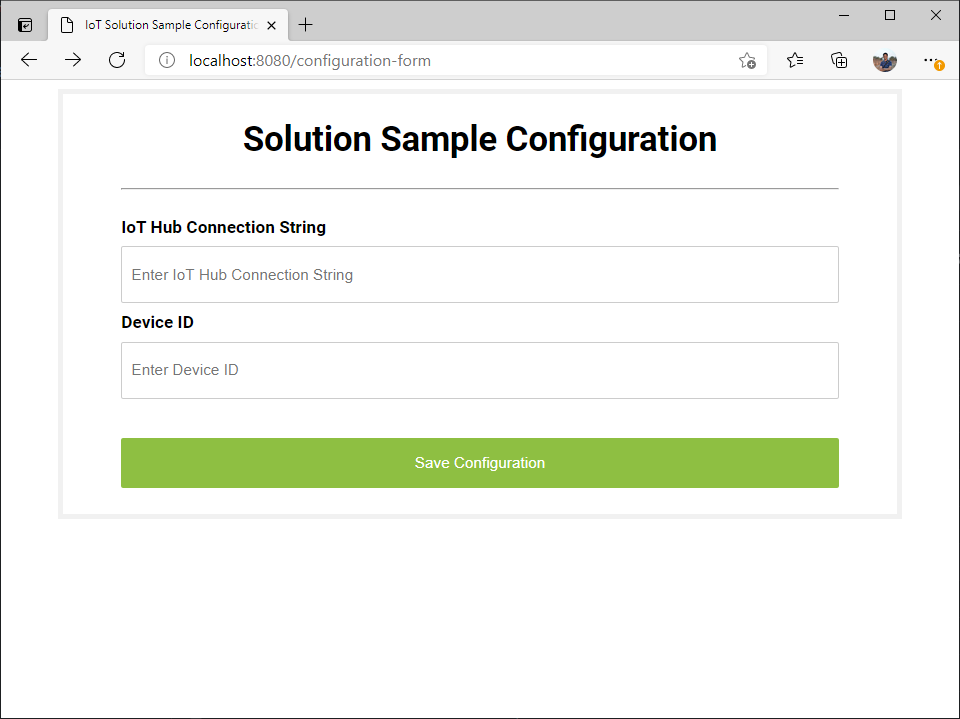 IoT Solution Sample Configuratic
localhost:8080/configuration-form
Solution Sample Configuration
IoT Hub Connection String
Enter IoT Hub Connection String
Device ID
Enter Device ID
Save Configuration